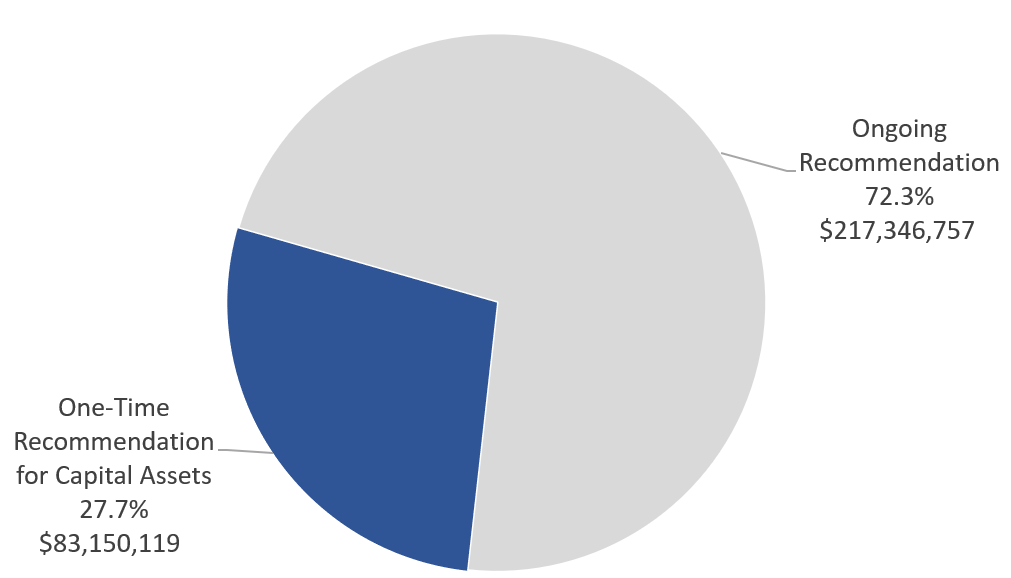 Ongoing
Recommendation
72.3%
$217,346,757
One-Time
Recommendation
for Capital Assets
27.7%
$83,150,119